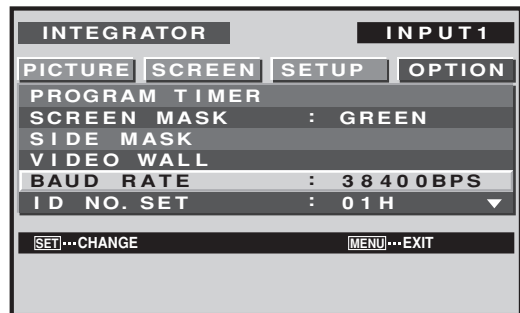 INTEGRATOR INPUT1
PICTURE SCREEN SETUP OPTION
PROGRAM TIMER
SCREEN MASK : GREEN
SIDE MASK
VIDEO WALL
BAUD RATE : 38400BPS
ID NO. SET : 01H ▼
SET···CHANGE MENU···EXIT